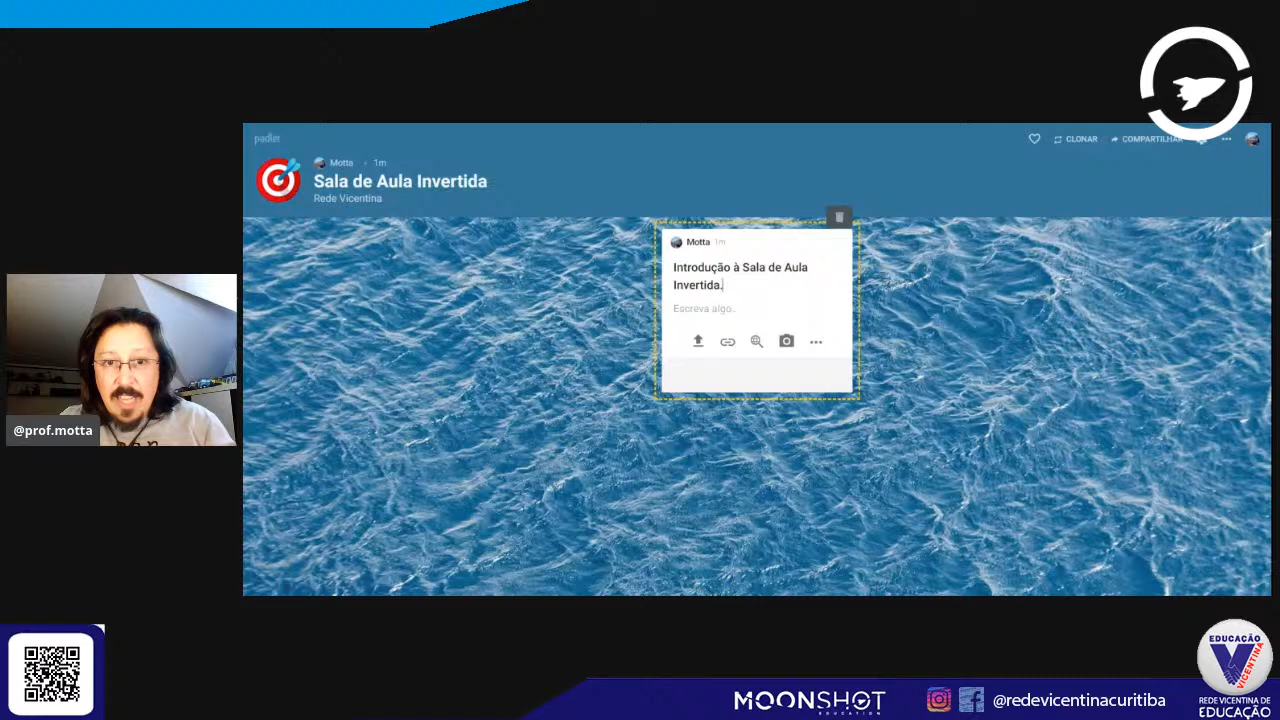 padlet
CLONAR
COMPARTILHAR
Motta
1m
Sala de Aula Invertida
Rede Vicentina
Motta 1m
Introdução à Sala de Aula
Invertida.
Escreva algo..
@prof.motta
EDUCAÇÃO
VICENTINA
MOONSHOT
EDUCATION
@redevicentinacuritiba
REDE VICENTINA DE
EDUCAÇÃO